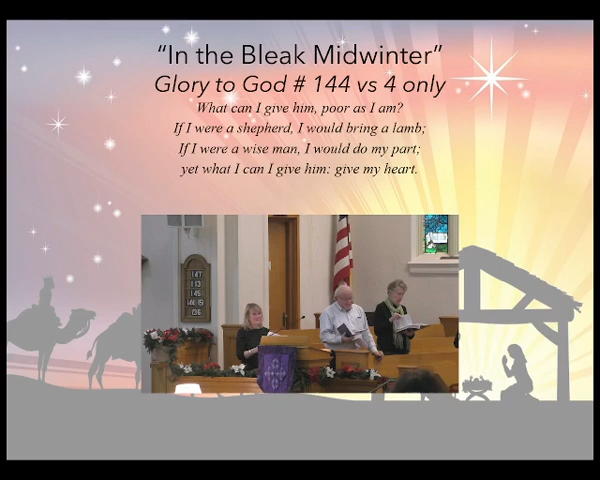 “In the Bleak Midwinter”
Glory to God # 144 vs 4 only
What can I give him, poor as I am?
If I were a shepherd, I would bring a lamb;
If I were a wise man, I would do my part;
yet what I can I give him: give my heart.
147
113
145
136